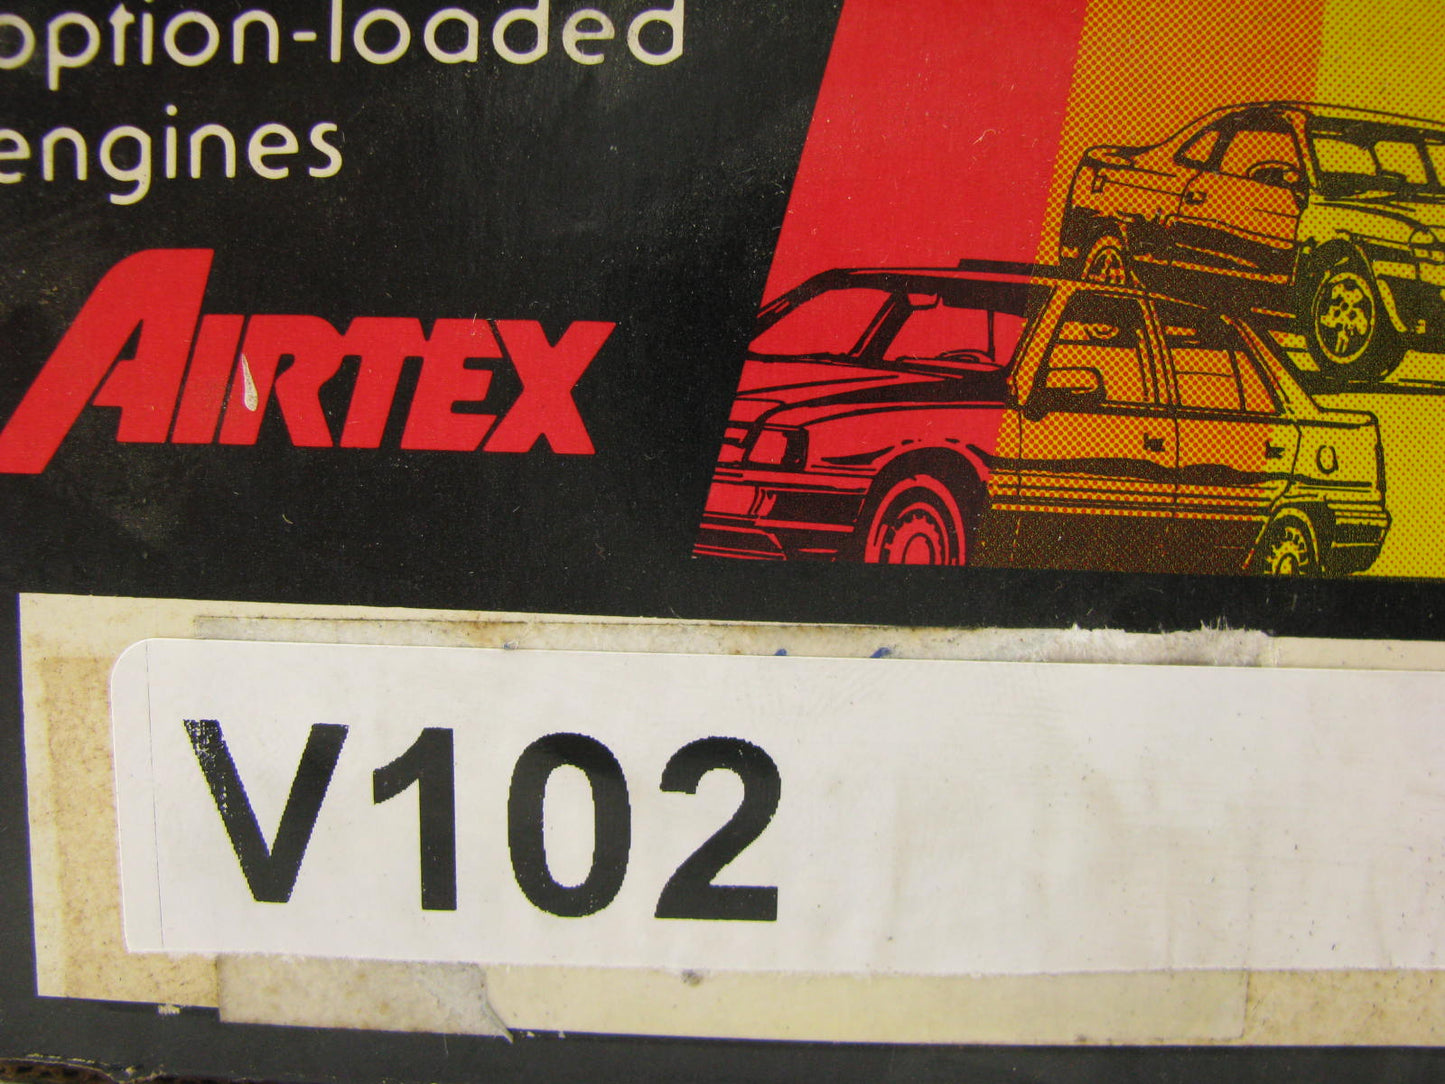 option-loaded
engines
AIRTEX
V102